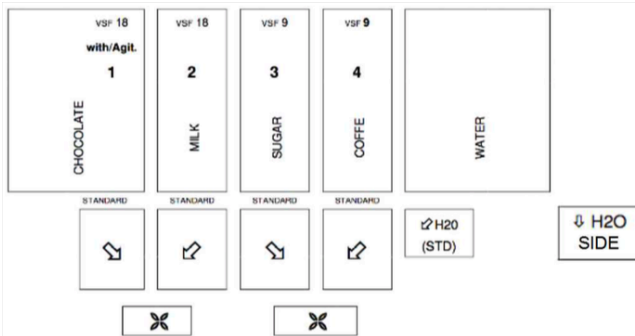 VSF 18
with/Agit.
1
CHOCOLATE
VSF 18
2
MILK
VSF 9
3
SUGAR
VSF 9
4
COFFE
WATER
STANDARD
STANDARD
STANDARD
STANDARD
H20
(STD)
H2O
SIDE